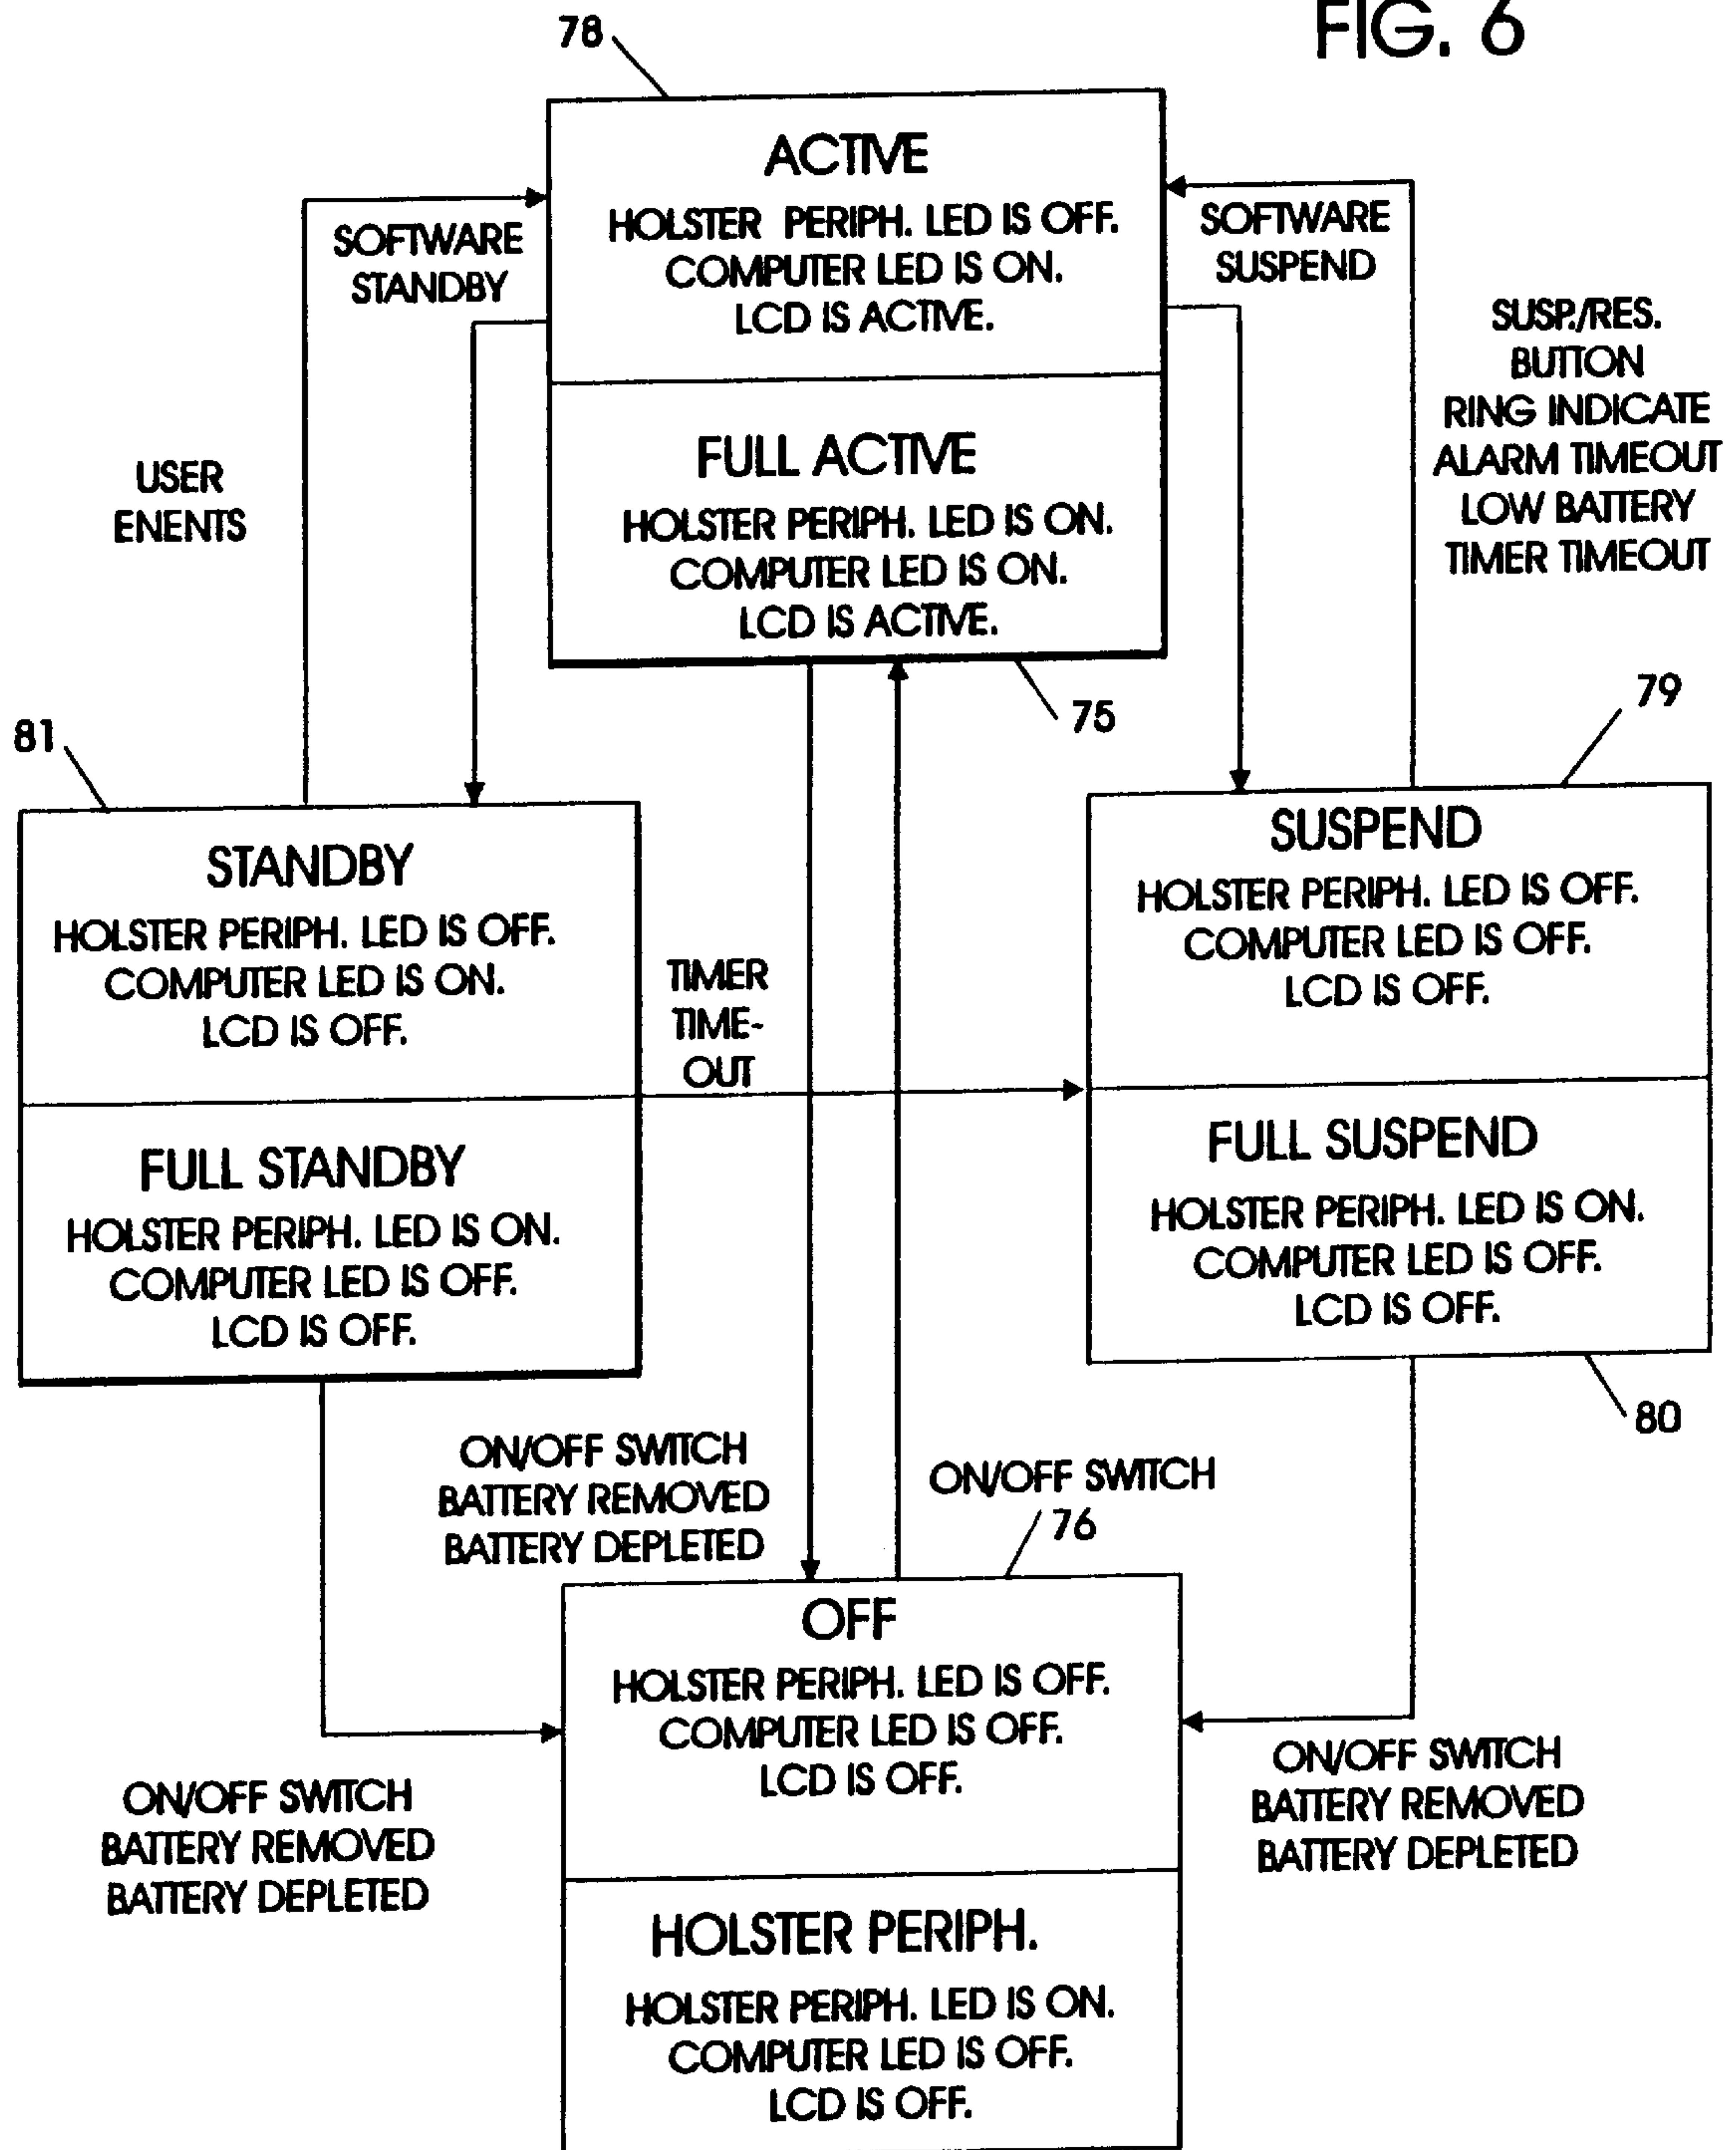 FIG. 6
78
ACTIVE
HOLSTER PERIPH. LED IS OFF.
COMPUTER LED IS ON.
LCD IS ACTIVE.
SOFTWARE
STANDBY
SOFTWARE
SUSPEND
SUSP./RES.
BUTTON
RING INDICATE
ALARM TIMEOUT
LOW BATTERY
TIMER TIMEOUT
USER
ENENTS
FULL ACTIVE
HOLSTER PERIPH. LED IS ON.
COMPUTER LED IS ON.
LCD IS ACTIVE.
75
79
81
STANDBY
HOLSTER PERIPH. LED IS OFF.
COMPUTER LED IS ON.
LCD IS OFF.
TIMER
TIME-
OUT
SUSPEND
HOLSTER PERIPH. LED IS OFF.
COMPUTER LED IS OFF.
LCD IS OFF.
FULL STANDBY
HOLSTER PERIPH. LED IS ON.
COMPUTER LED IS OFF.
LCD IS OFF.
FULL SUSPEND
HOLSTER PERIPH. LED IS ON.
COMPUTER LED IS OFF.
LCD IS OFF.
80
ON/OFF SWITCH
BATTERY REMOVED
BATTERY DEPLETED
ON/OFF SWITCH
76
OFF
HOLSTER PERIPH. LED IS OFF.
COMPUTER LED IS OFF.
LCD IS OFF.
ON/OFF SWITCH
BATTERY REMOVED
BATTERY DEPLETED
ON/OFF SWITCH
BATTERY REMOVED
BATTERY DEPLETED
HOLSTER PERIPH.
HOLSTER PERIPH. LED IS ON.
COMPUTER LED IS OFF.
LCD IS OFF.